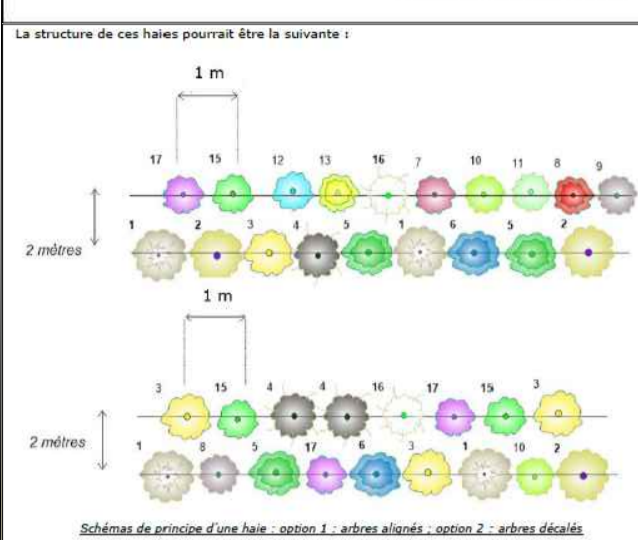 La structure de ces haies pourrait être la suivante :
1 m
17 15 12 13 16 7 10 11 8 9
2 mètres
1 2 3 4 5 1 6 5 2
1 m
3 15 4 4 16 17 15 3
2 mètres
1 8 5 17 6 3 1 10 2
Schémas de principe d'une haie : option 1 : arbres alignés ; option 2 : arbres décalés